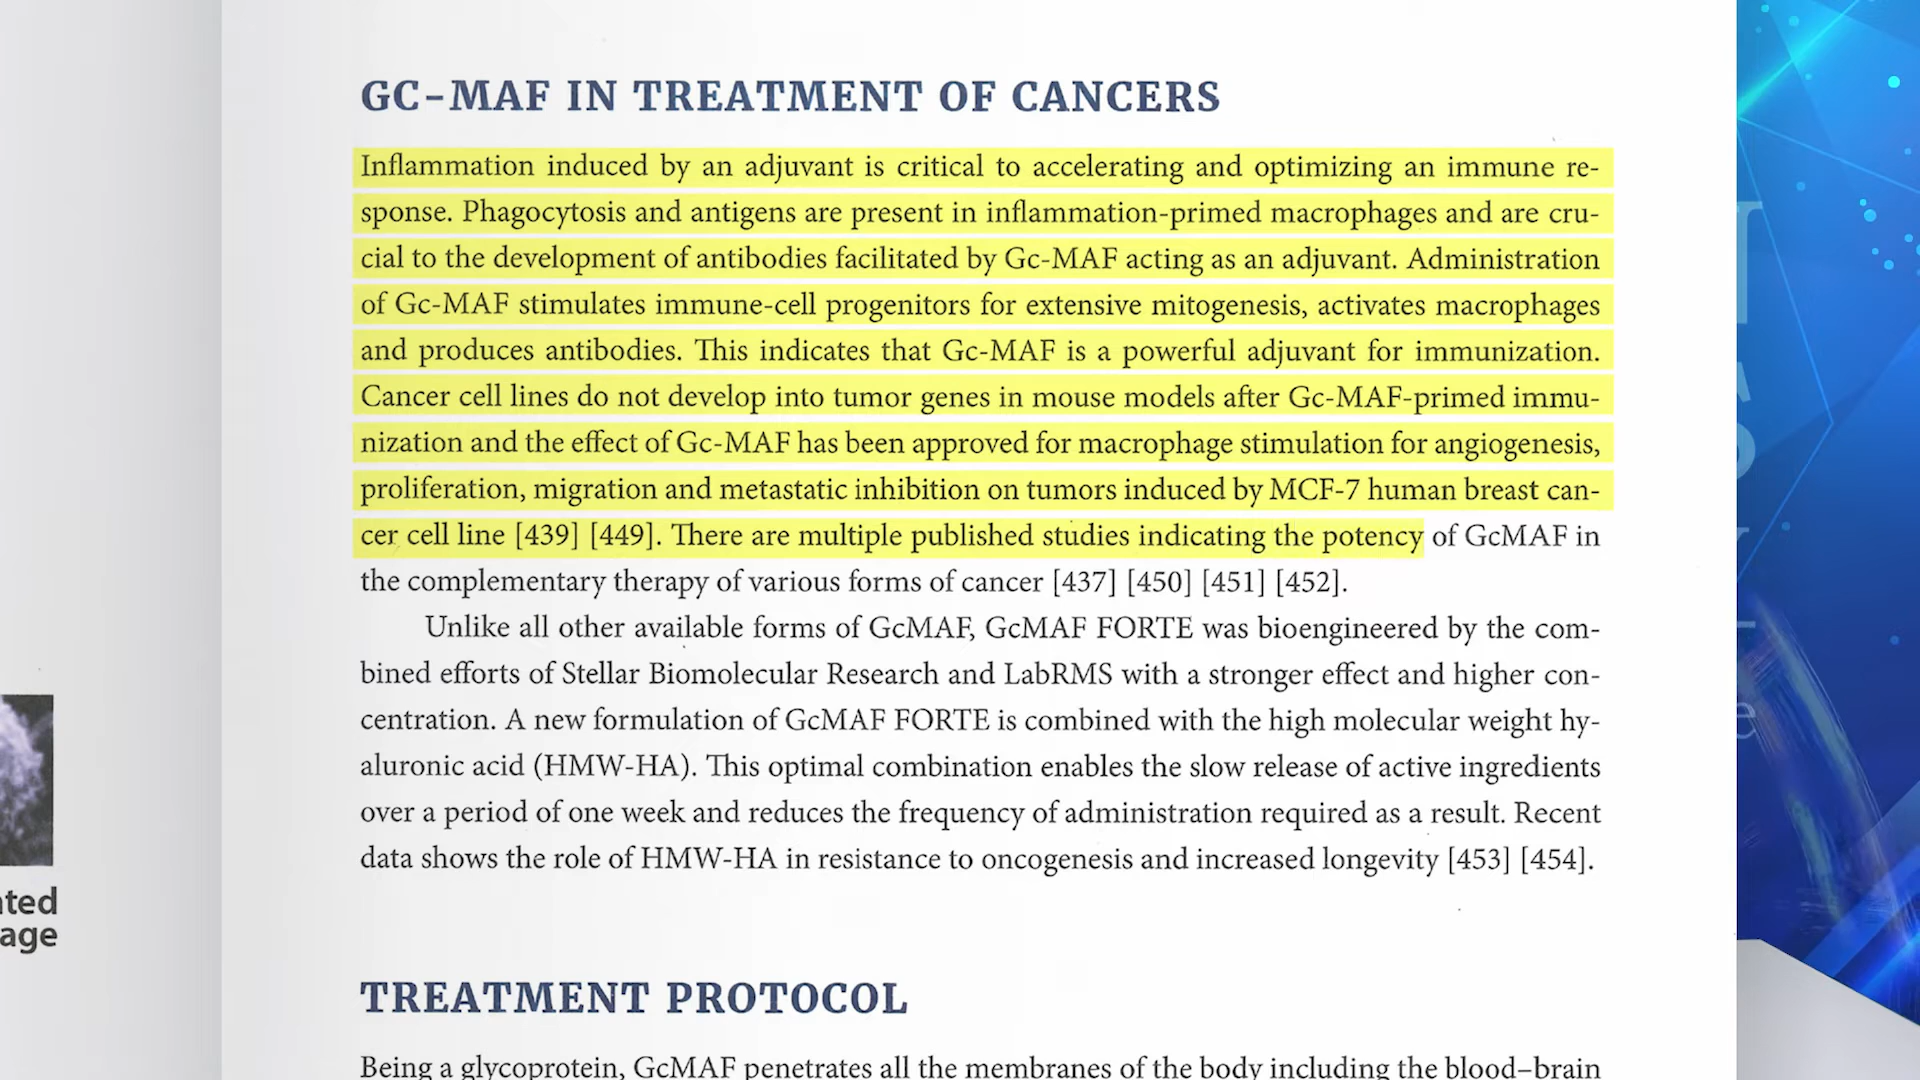 GC-MAF IN TREATMENT OF CANCERS
Inflammation induced by an adjuvant is critical to accelerating and optimizing an immune re-
sponse. Phagocytosis and antigens are present in inflammation-primed macrophages and are cru-
cial to the development of antibodies facilitated by Gc-MAF acting as an adjuvant. Administration
of Gc-MAF stimulates immune-cell progenitors for extensive mitogenesis, activates macrophages
and produces antibodies. This indicates that Gc-MAF is a powerful adjuvant for immunization.
Cancer cell lines do not develop into tumor genes in mouse models after Gc-MAF-primed immu-
nization and the effect of Gc-MAF has been approved for macrophage stimulation for angiogenesis,
proliferation, migration and metastatic inhibition on tumors induced by MCF-7 human breast can-
cer cell line [439] [449]. There are multiple published studies indicating the potency of GcMAF in
the complementary therapy of various forms of cancer [437] [450] [451] [452].
Unlike all other available forms of GcMAF, GcMAF FORTE was bioengineered by the com-
bined efforts of Stellar Biomolecular Research and LabRMS with a stronger effect and higher con-
centration. A new formulation of GcMAF FORTE is combined with the high molecular weight hy-
aluronic acid (HMW-HA). This optimal combination enables the slow release of active ingredients
over a period of one week and reduces the frequency of administration required as a result. Recent
data shows the role of HMW-HA in resistance to oncogenesis and increased longevity [453] [454].
ated
age
TREATMENT PROTOCOL
Being a glycoprotein, GcMAF penetrates all the membranes of the body including the blood–brain